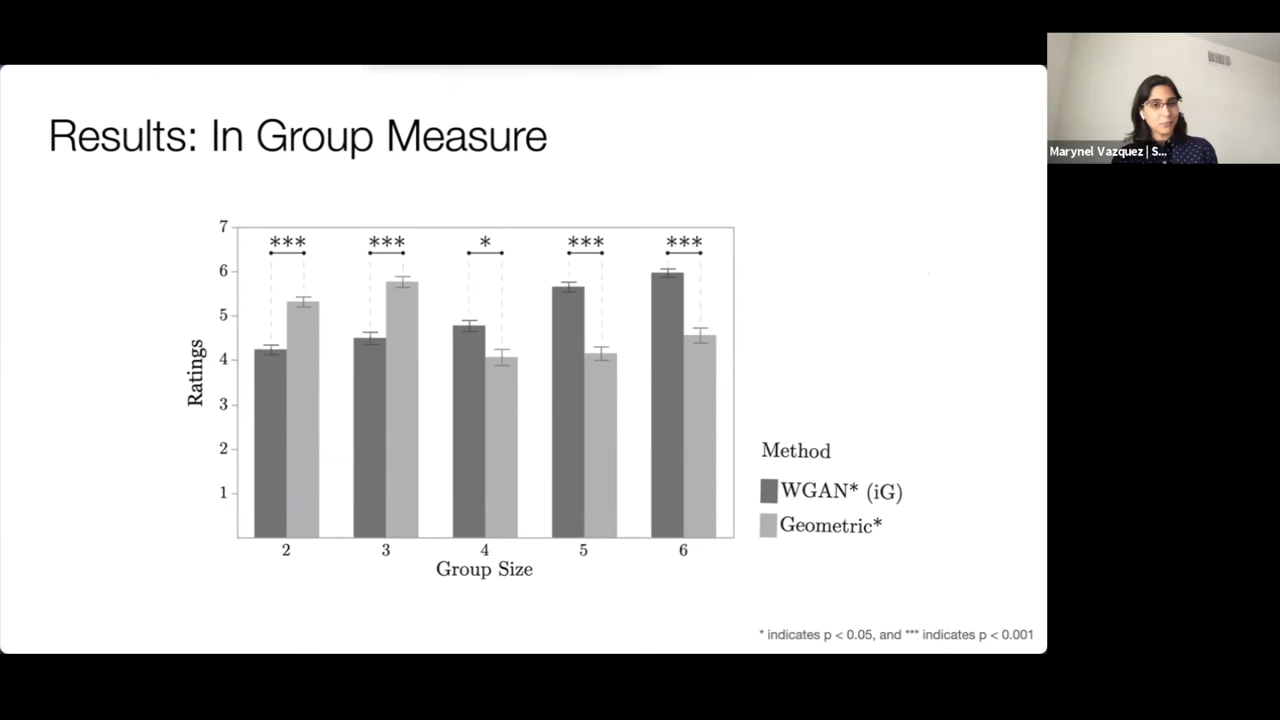 Results: In Group Measure
Marynel Vazquez | S...
7
6
5
4
3
2
1
Ratings
***
***
*
***
***
2
3
4
5
6
Group Size
Method
WGAN* (iG)
Geometric*
* indicates p < 0.05, and *** indicates p < 0.001